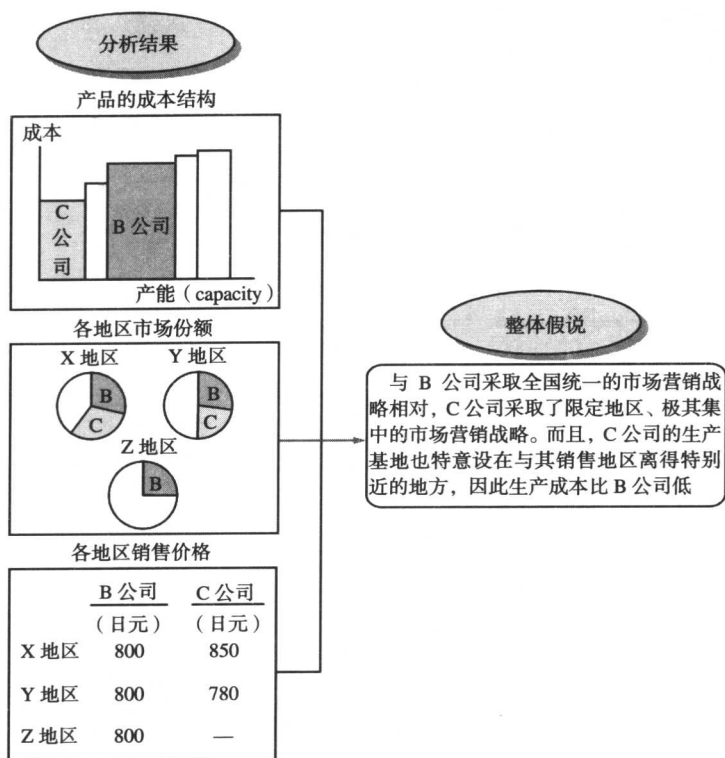 分析结果
产品的成本结构
成本
C
公
司
B 公司
产能（capacity）
各地区市场份额
X 地区 Y 地区
B B
C C
Z 地区
B
各地区销售价格
B 公司 C 公司
（日元） （日元）
X 地区 800 850
Y 地区 800 780
Z 地区 800 —
整体假说
与 B 公司采取全国统一的市场营销战
略相对，C 公司采取了限定地区、极其集
中的市场营销战略。而且，C 公司的生产
基地也特意设在与其销售地区离得特别
近的地方，因此生产成本比 B 公司低